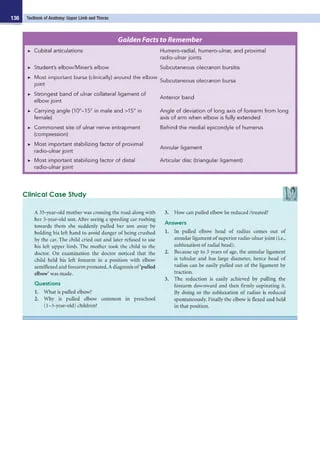 136 Textbook of Anatomy: Upper Limb and Thorax
Golden Facts to Remember
▸ Cubital articulations Humero-radial, humero-ulnar, and proximal
radio-ulnar joints
▸ Student's elbow/Miner's elbow Subcutaneous olecranon bursitis
▸ Most important bursa (clinically) around the elbow Subcutaneous olecranon bursa
joint
▸ Strongest band of ulnar collateral ligament of Anterior band
elbow joint
▸ Carrying angle (10°–15° in male and >15° in Angle of deviation of long axis of forearm from long
female) axis of arm when elbow is fully extended
▸ Commonest site of ulnar nerve entrapment Behind the medial epicondyle of humerus
(compression)
▸ Most important stabilizing factor of proximal Annular ligament
radio-ulnar joint
▸ Most important stabilizing factor of distal Articular disc (triangular ligament)
radio-ulnar joint
Clinical Case Study
A 35-year-old mother was crossing the road along with
her 3-year-old son. After seeing a speeding car rushing
towards them she suddenly pulled her son away by
holding his left hand to avoid danger of being crushed
by the car. The child cried out and later refused to use
his left upper limb. The mother took the child to the
doctor. On examination the doctor noticed that the
child held his left forearm in a position with elbow
semiflexed and forearm pronated. A diagnosis of "pulled
elbow" was made.
Questions
1. What is pulled elbow?
2. Why is pulled elbow common in preschool
(1–3-year-old) children?
3. How can pulled elbow be reduced /treated?
Answers
1. In pulled elbow head of radius comes out of
annular ligament of superior radio-ulnar joint (i.e.,
subluxation of radial head).
2. Because up to 3 years of age, the annular ligament
is tubular and has large diameter, hence head of
radius can be easily pulled out of the ligament by
traction.
3. The reduction is easily achieved by pulling the
forearm downward and then firmly supinating it.
By doing so the subluxation of radius is reduced
spontaneously. Finally the elbow is flexed and held
in that position.